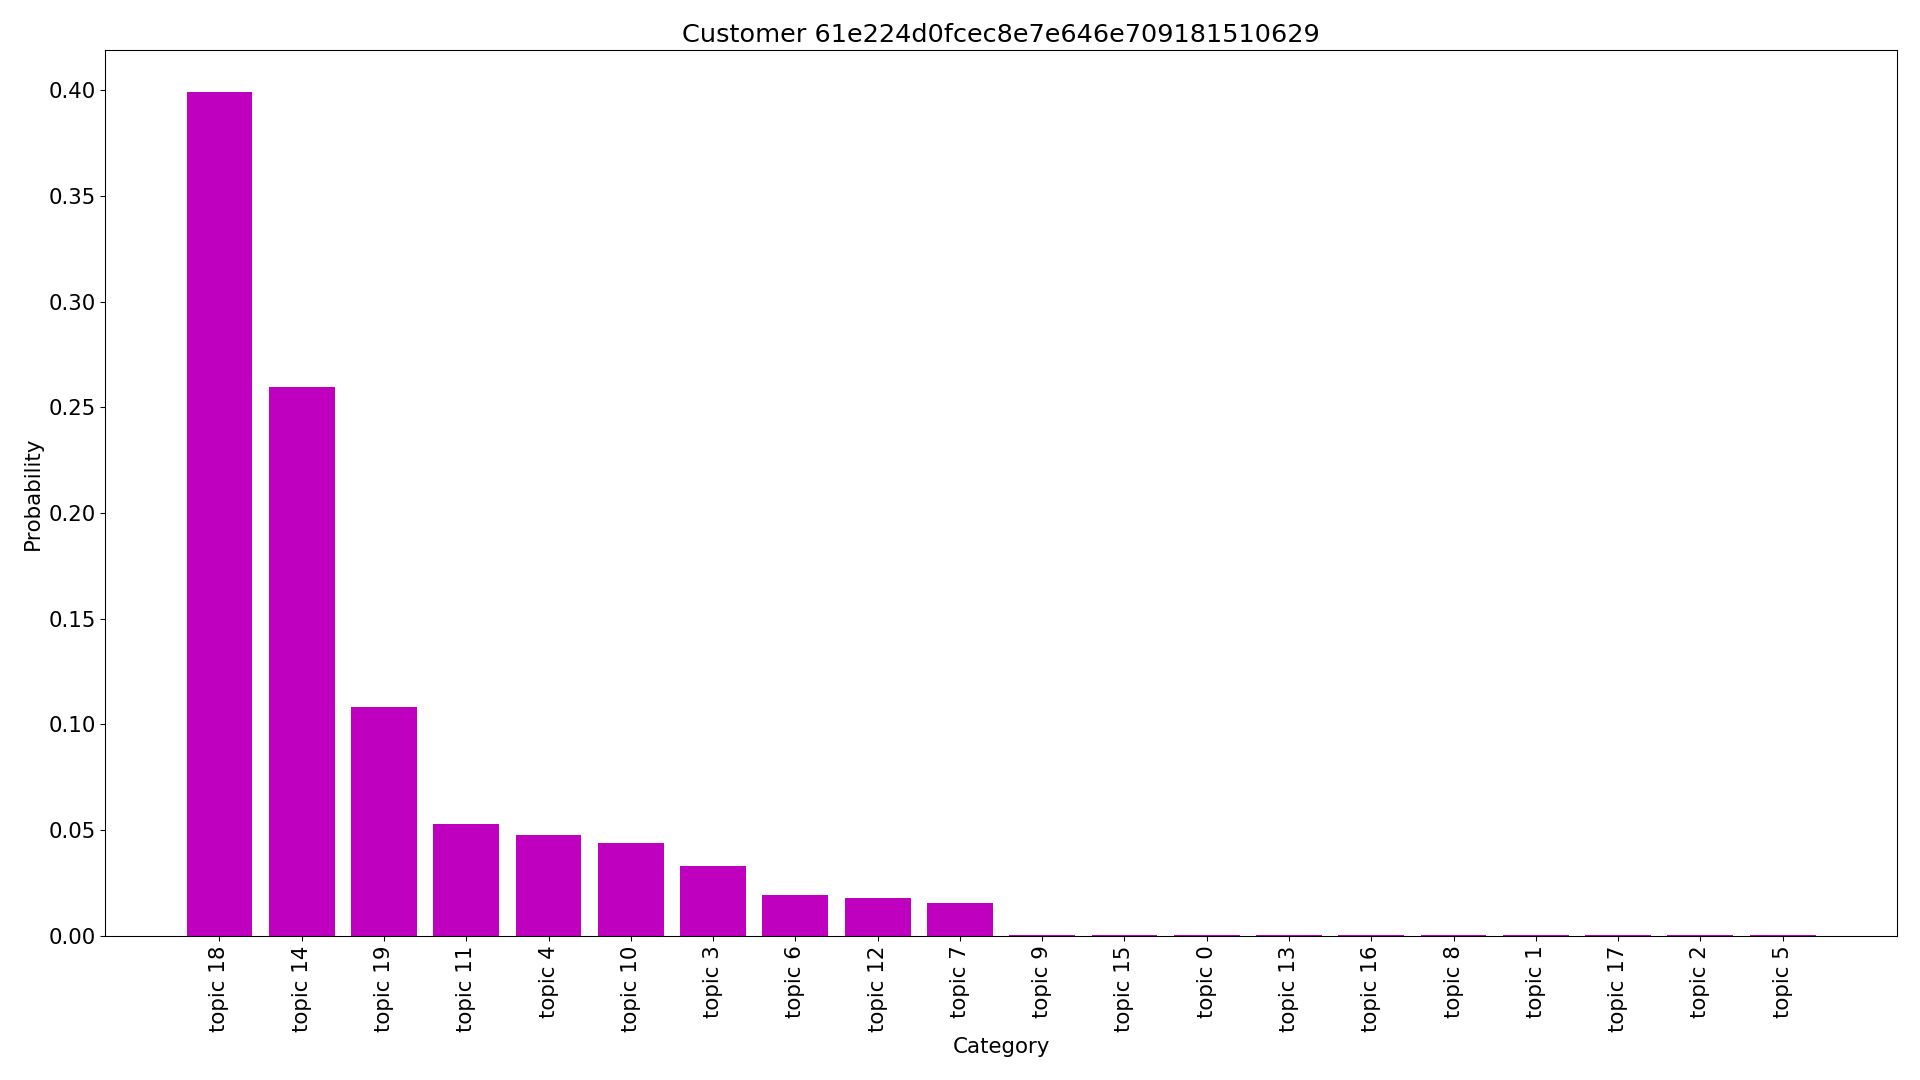 Customer 61e224d0fcec8e7e646e709181510629
0.40
0.35
0.30
0.25
0.20
0.15
0.10
0.05
0.00
Probability
topic 18
topic 14
topic 19
topic 11
topic 4
topic 10
topic 3
topic 6
topic 12
topic 7
topic 9
topic 15
topic 0
topic 13
topic 16
topic 8
topic 1
topic 17
topic 2
topic 5
Category